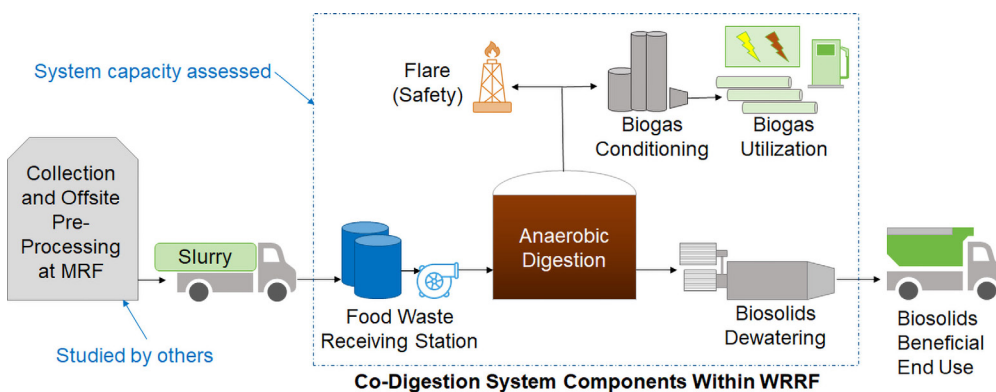 System capacity assessed
Flare
(Safety)
Biogas
Conditioning
Biogas
Utilization
Collection
and Offsite
Pre-
Processing
at MRF
Slurry
Anaerobic
Digestion
Food Waste
Receiving Station
Biosolids
Dewatering
Biosolids
Beneficial
End Use
Studied by others
Co-Digestion System Components Within WRRF